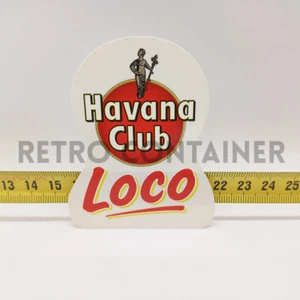 Havana
Club
RETRO CONTAINER
LOCO
13 14 15 22 23 24 25